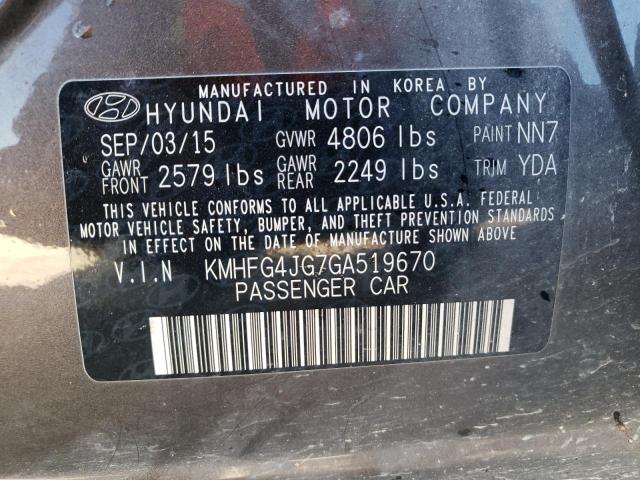 MANUFACTURED IN KOREA BY
HYUNDAI MOTOR COMPANY
SEP/03/15 GVWR 4806 lbs PAINT NN7
GAWR FRONT 2579 lbs GAWR REAR 2249 lbs TRIM YDA
THIS VEHICLE CONFORMS TO ALL APPLICABLE U.S.A. FEDERAL
MOTOR VEHICLE SAFETY, BUMPER, AND THEFT PREVENTION STANDARDS
IN EFFECT ON THE DATE OF MANUFACTURE SHOWN ABOVE
V.I.N KMHFG4JG7GA519670
PASSENGER CAR